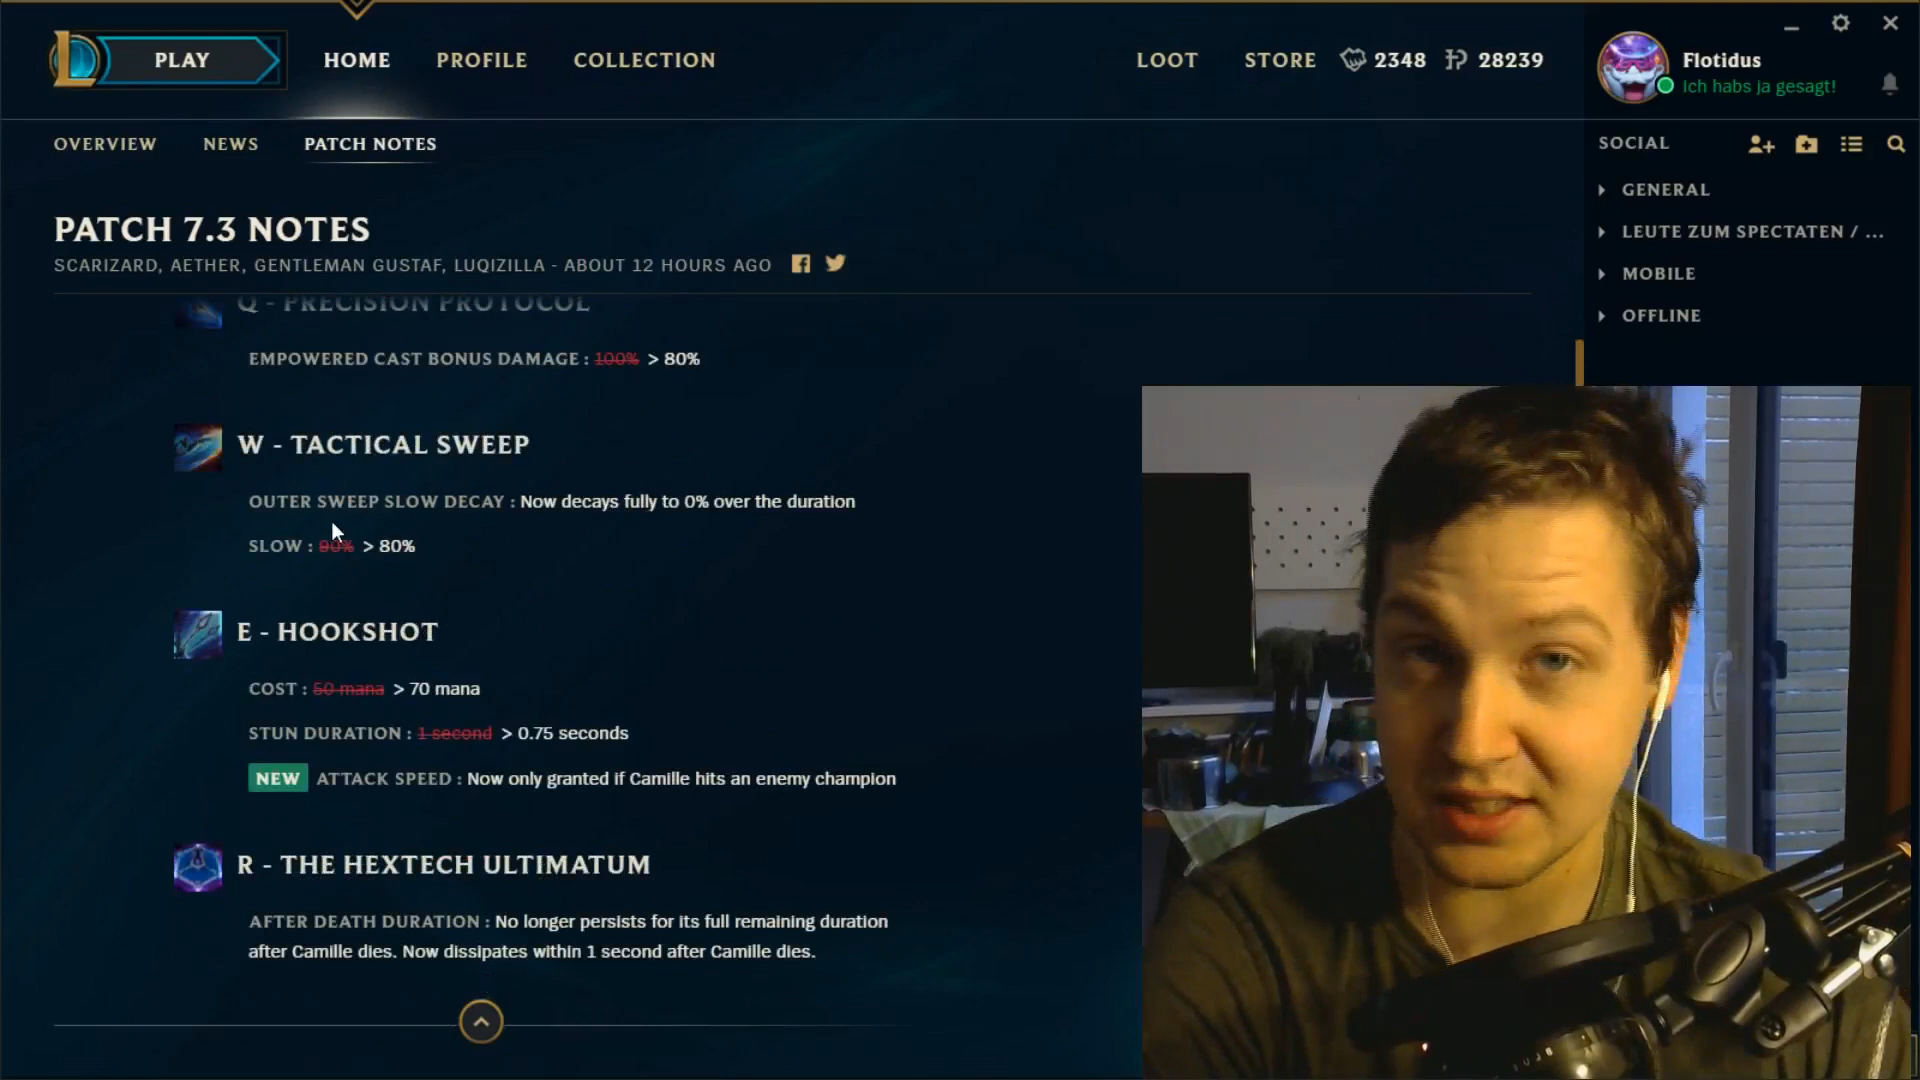 PLAY
HOME
PROFILE
COLLECTION
LOOT
STORE
2348
28239
Flotidus
Ich habs ja gesagt!
OVERVIEW
NEWS
PATCH NOTES
SOCIAL
GENERAL
LEUTE ZUM SPECTATEN / ...
MOBILE
OFFLINE
PATCH 7.3 NOTES
SCARIZARD, AETHER, GENTLEMAN GUSTAF, LUQIZILLA - ABOUT 12 HOURS AGO
Q - PRECISION PROTOCOL
EMPOWERED CAST BONUS DAMAGE : 100% > 80%
W - TACTICAL SWEEP
OUTER SWEEP SLOW DECAY : Now decays fully to 0% over the duration
SLOW : 90% > 80%
E - HOOKSHOT
COST : 50 mana > 70 mana
STUN DURATION : 1 second > 0.75 seconds
NEW ATTACK SPEED : Now only granted if Camille hits an enemy champion
R - THE HEXTECH ULTIMATUM
AFTER DEATH DURATION : No longer persists for its full remaining duration
after Camille dies. Now dissipates within 1 second after Camille dies.